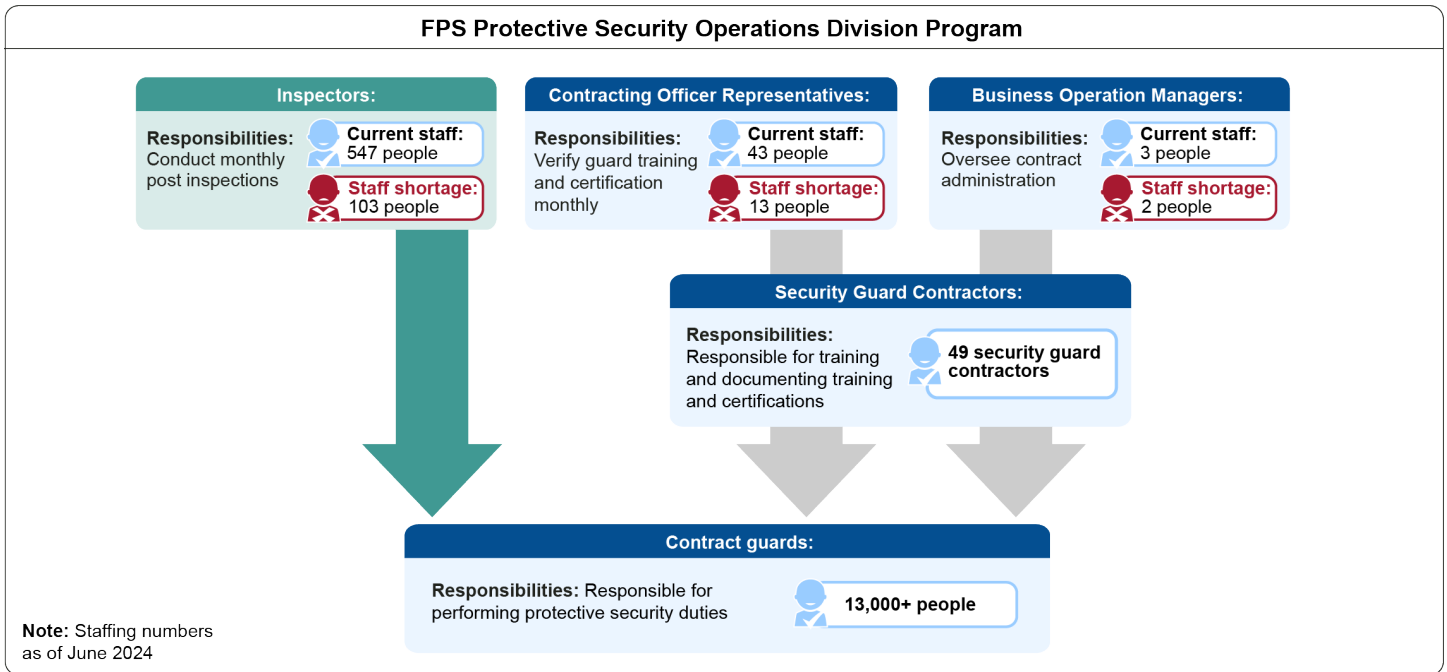 FPS Protective Security Operations Division Program
Inspectors:
Responsibilities:
Conduct monthly
post inspections
Current staff:
547 people
Staff shortage:
103 people
Contracting Officer Representatives:
Responsibilities:
Verify guard training
and certification
monthly
Current staff:
43 people
Staff shortage:
13 people
Business Operation Managers:
Responsibilities:
Oversee contract
administration
Current staff:
3 people
Staff shortage:
2 people
Security Guard Contractors:
Responsibilities:
Responsible for training
and documenting training
and certifications
49 security guard
contractors
Contract guards:
Responsibilities: Responsible for
performing protective security duties
13,000+ people
Note: Staffing numbers
as of June 2024